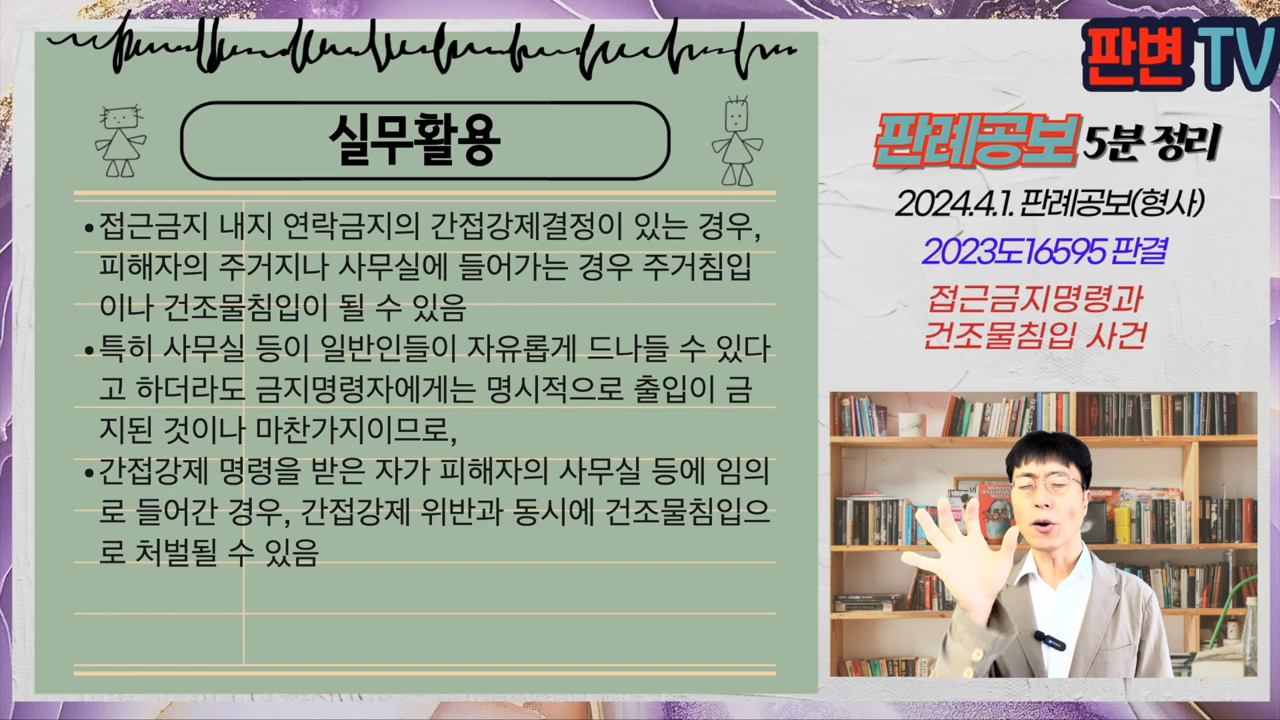 판변 TV
실무활용
•접근금지 내지 연락금지의 간접강제결정이 있는 경우,
피해자의 주거지나 사무실에 들어가는 경우 주거침입
이나 건조물침입이 될 수 있음
•특히 사무실 등이 일반인들이 자유롭게 드나들 수 있다
고 하더라도 금지명령자에게는 명시적으로 출입이 금
지된 것이나 마찬가지이므로,
•간접강제 명령을 받은 자가 피해자의 사무실 등에 임의
로 들어간 경우, 간접강제 위반과 동시에 건조물침입으
로 처벌될 수 있음
판례공보 5분 정리
2024.4.1. 판례공보(형사)
2023도16595 판결
접근금지명령과
건조물침입 사건